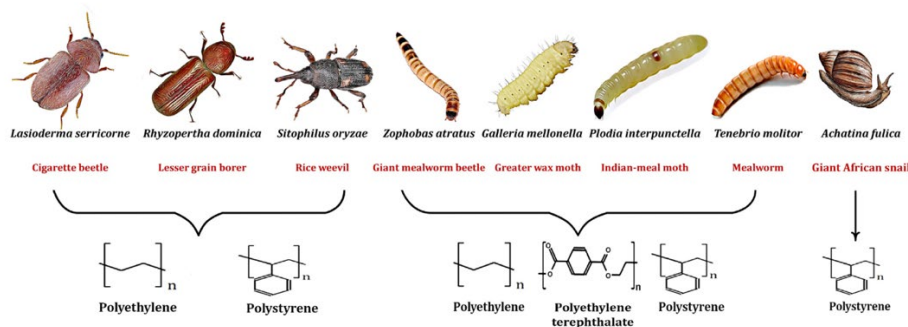 Lasioderma serricorne Rhyzopertha dominica Sitophilus oryzae Zophobas atratus Galleria mellonella Plodia interpunctella Tenebrio molitor Achatina fulica
Cigarette beetle Lesser grain borer Rice weevil Giant mealworm beetle Greater wax moth Indian-meal moth Mealworm Giant African snail
n n n O O O O n n n
Polyethylene Polystyrene Polyethylene Polyethylene terephthalate Polystyrene Polystyrene